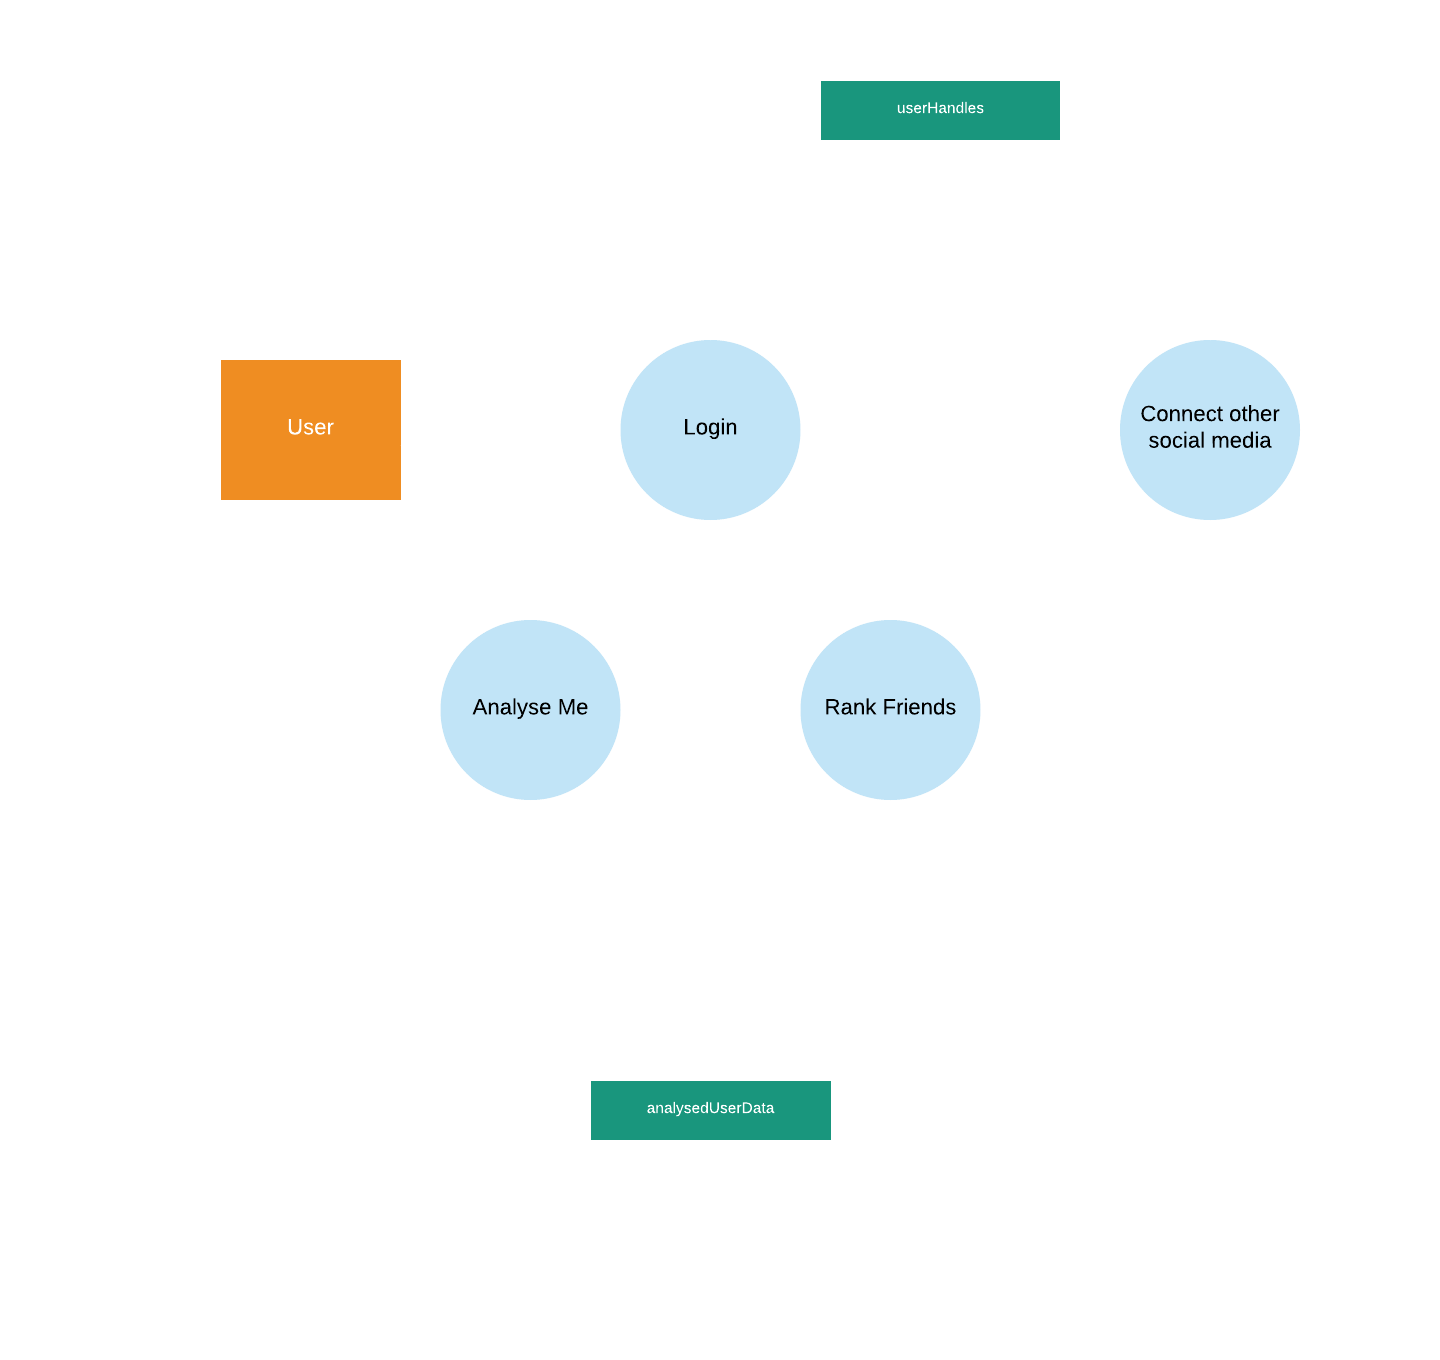 userHandles
User
Login
Connect other
social media
Analyse Me
Rank Friends
analysedUserData